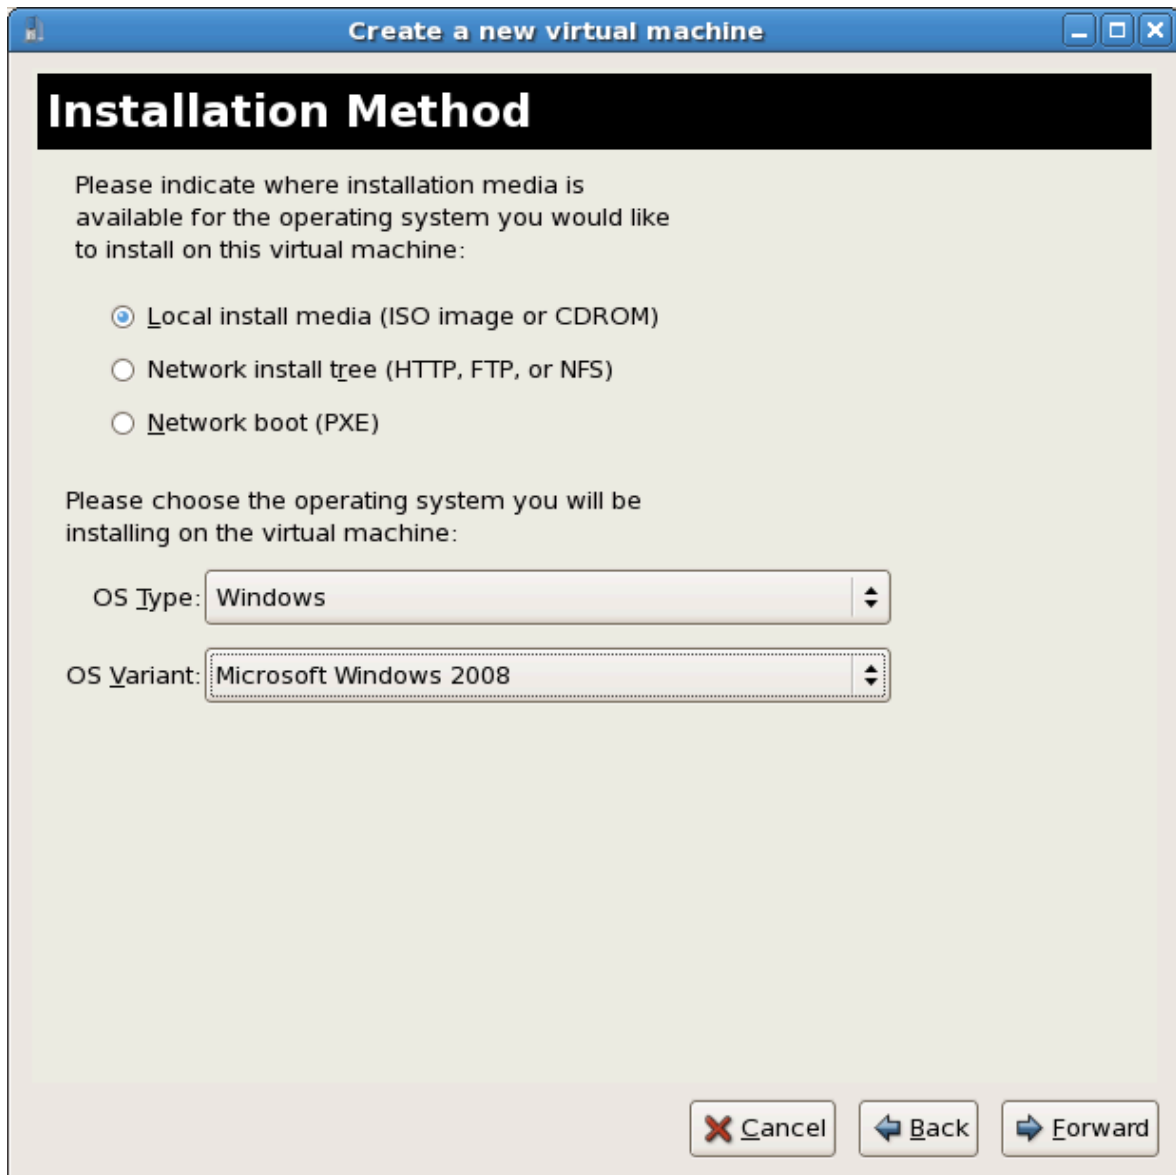 Create a new virtual machine
Installation Method
Please indicate where installation media is
available for the operating system you would like
to install on this virtual machine:
Local install media (ISO image or CDROM)
Network install tree (HTTP, FTP, or NFS)
Network boot (PXE)
Please choose the operating system you will be
installing on the virtual machine:
OS Type: Windows
OS Variant: Microsoft Windows 2008
Cancel Back Forward